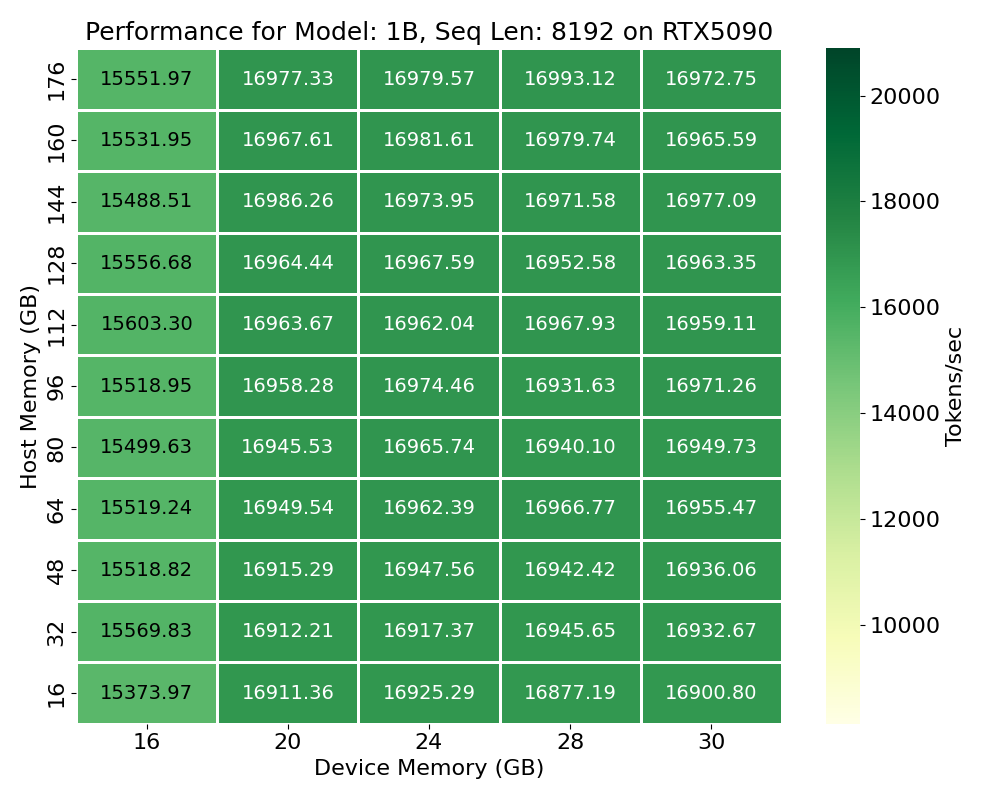 Performance for Model: 1B, Seq Len: 8192 on RTX5090
176 15551.97 16977.33 16979.57 16993.12 16972.75
160 15531.95 16967.61 16981.61 16979.74 16965.59
144 15488.51 16986.26 16973.95 16971.58 16977.09
128 15556.68 16964.44 16967.59 16952.58 16963.35
112 15603.30 16963.67 16962.04 16967.93 16959.11
96 15518.95 16958.28 16974.46 16931.63 16971.26
80 15499.63 16945.53 16965.74 16940.10 16949.73
64 15519.24 16949.54 16962.39 16966.77 16955.47
48 15518.82 16915.29 16947.56 16942.42 16936.06
32 15569.83 16912.21 16917.37 16945.65 16932.67
16 15373.97 16911.36 16925.29 16877.19 16900.80
16 20 24 28 30
Device Memory (GB)
Host Memory (GB)
20000
18000
16000
14000
12000
10000
Tokens/sec